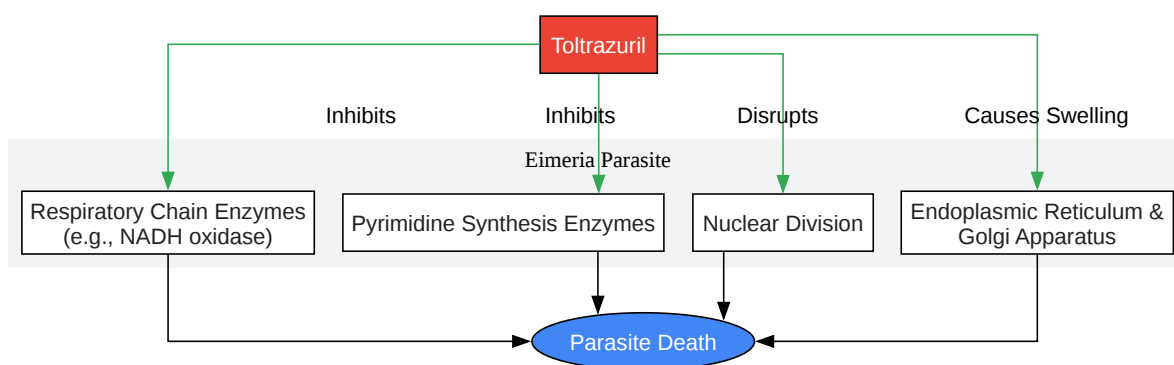 Toltrazuril
Inhibits
Inhibits
Disrupts
Causes Swelling
Eimeria Parasite
Respiratory Chain Enzymes
(e.g., NADH oxidase)
Pyrimidine Synthesis Enzymes
Nuclear Division
Endoplasmic Reticulum &
Golgi Apparatus
Parasite Death